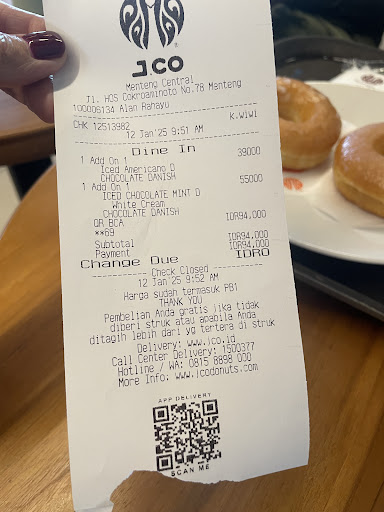 J.CO
Menteng Central
Jl. HOS Cokroaminoto No.78 Menteng
100006134 Alan Rahayu
K.WIWI
CHK 12513982
12 Jan'25 9:51 AM
Dine In
1 Add On 1 39000
Iced Americano D
CHOCOLATE DANISH
1 Add On 1 55000
ICED CHOCOLATE MINT D
White Cream
CHOCOLATE DANISH
QR BCA IDR94,000
**69
Subtotal IDR94,000
Payment IDR94,000
Change Due IDR0
Check Closed
12 Jan'25 9:52 AM
Harga sudah termasuk PB1
THANK YOU
Pembelian Anda gratis jika tidak
diberi struk atau apabila Anda
ditagih lebih dari yg tertera di struk
Delivery: www.jco.id
Call Center Delivery: 1500377
Hotline / WA: 0815 8898 000
More Info: www.jcodonuts.com
APP DELIVERY
SCAN ME